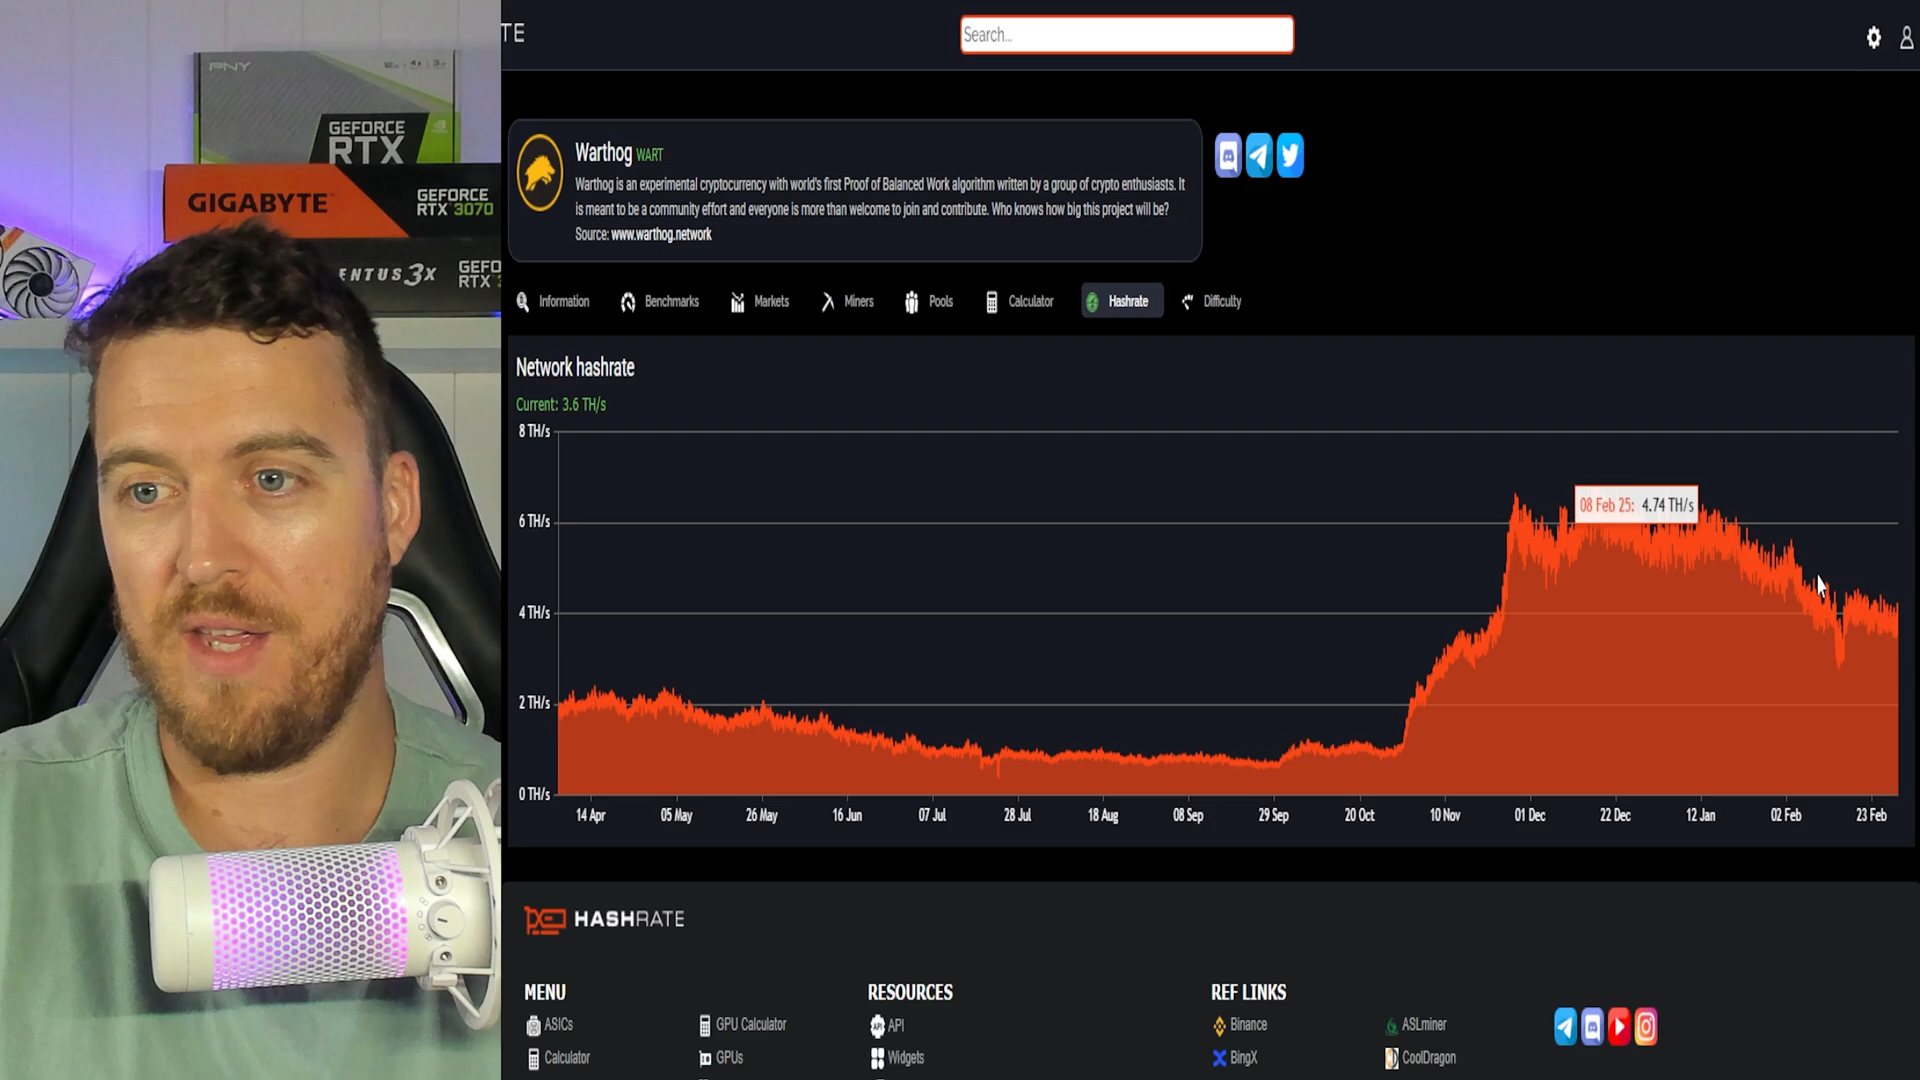 PNY
GEFORCE
RTX
GIGABYTE
GEFORCE
RTX 3070
ENTUS 3X
GEFO
RTX
TE
Search...
Warthog WART
Warthog is an experimental cryptocurrency with world's first Proof of Balanced Work algorithm written by a group of crypto enthusiasts. It
is meant to be a community effort and everyone is more than welcome to join and contribute. Who knows how big this project will be?
Source: www.warthog.network
Information Benchmarks Markets Miners Pools Calculator Hashrate Difficulty
Network hashrate
Current: 3.6 TH/s
8 TH/s
08 Feb 25: 4.74 TH/s
6 TH/s
4 TH/s
2 TH/s
0 TH/s
14 Apr 05 May 26 May 16 Jun 07 Jul 28 Jul 18 Aug 08 Sep 29 Sep 20 Oct 10 Nov 01 Dec 22 Dec 12 Jan 02 Feb 23 Feb
HASHRATE
MENU RESOURCES REF LINKS
ASICs GPU Calculator API Binance ASLminer
Calculator GPUs Widgets BingX CoolDragon